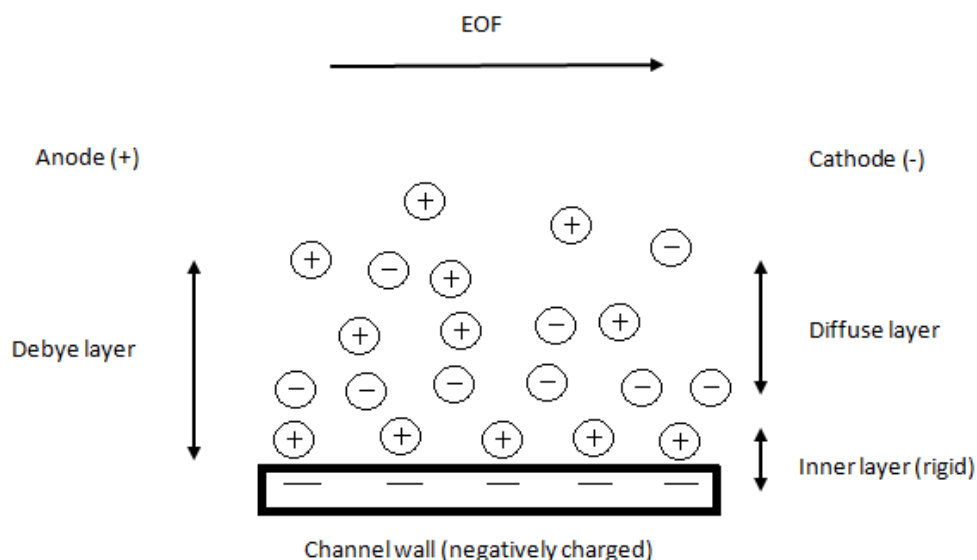 EOF
Anode (+)
Cathode (-)
Debye layer
Diffuse layer
Inner layer (rigid)
Channel wall (negatively charged)